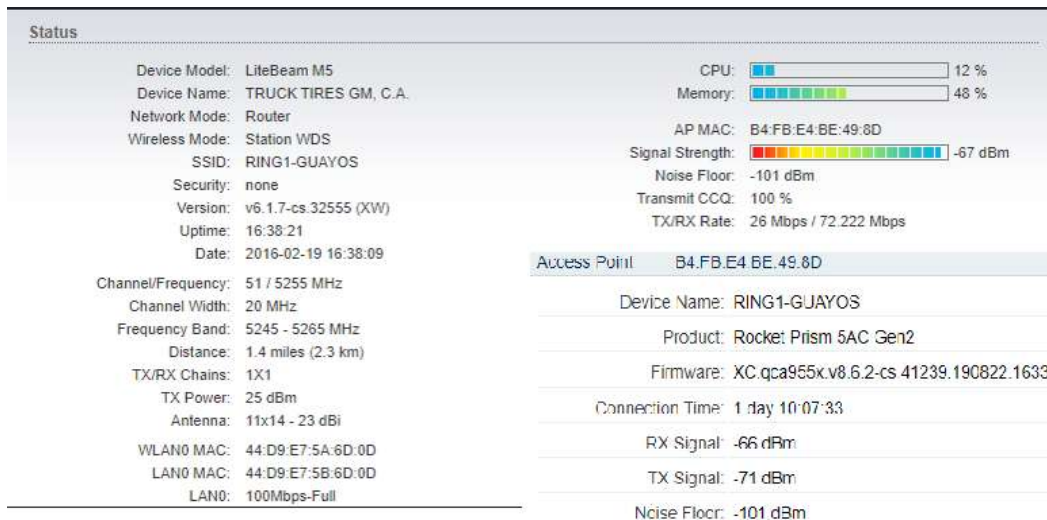 Status
Device Model: LiteBeam M5
Device Name: TRUCK TIRES GM, C.A.
Network Mode: Router
Wireless Mode: Station WDS
SSID: RING1-GUAYOS
Security: none
Version: v6.1.7-cs.32555 (XW)
Uptime: 16:38:21
Date: 2016-02-19 16:38:09
Channel/Frequency: 51 / 5255 MHz
Channel Width: 20 MHz
Frequency Band: 5245 - 5265 MHz
Distance: 1.4 miles (2.3 km)
TX/RX Chains: 1X1
TX Power: 25 dBm
Antenna: 11x14 - 23 dBi
WLAN0 MAC: 44:D9:E7:5A:6D:0D
LAN0 MAC: 44:D9:E7:5B:6D:0D
LAN0: 100Mbps-Full
CPU: 12 %
Memory: 48 %
AP MAC: B4:FB:E4:BE:49:8D
Signal Strength: -67 dBm
Noise Floor: -101 dBm
Transmit CCQ: 100 %
TX/RX Rate: 26 Mbps / 72.222 Mbps
Access Point B4:FB:E4:BE:49:8D
Device Name: RING1-GUAYOS
Product: Rocket Prism 5AC Gen2
Firmware: XC.qca955x.v8.6.2-cs.41239.190822.1633
Connection Time: 1 day 10:07:33
RX Signal: -66 dBm
TX Signal: -71 dBm
Noise Floor: -101 dBm